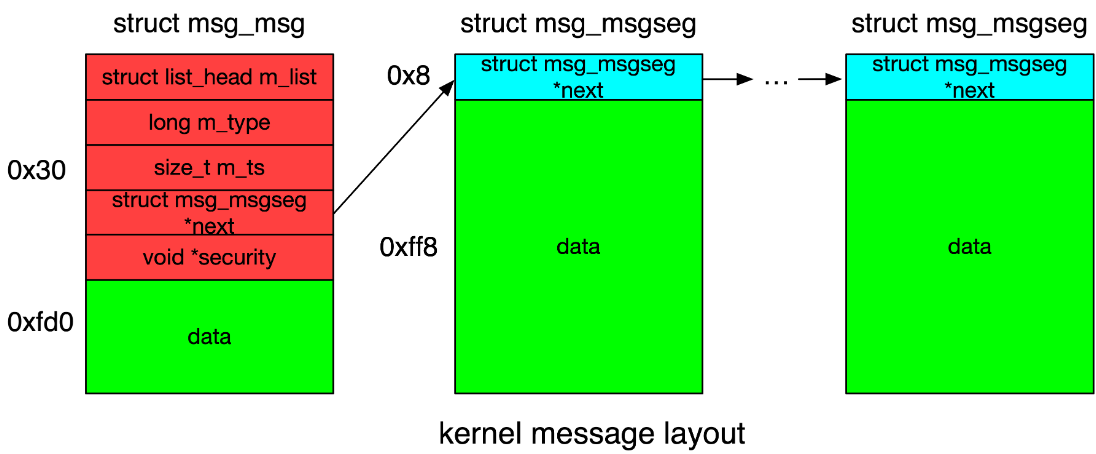 struct msg_msg
struct list_head m_list
long m_type
size_t m_ts
struct msg_msgseg
*next
void *security
data
0x30
0xfd0
struct msg_msgseg
0x8
struct msg_msgseg
*next
0xff8
data
...
struct msg_msgseg
struct msg_msgseg
*next
data
kernel message layout